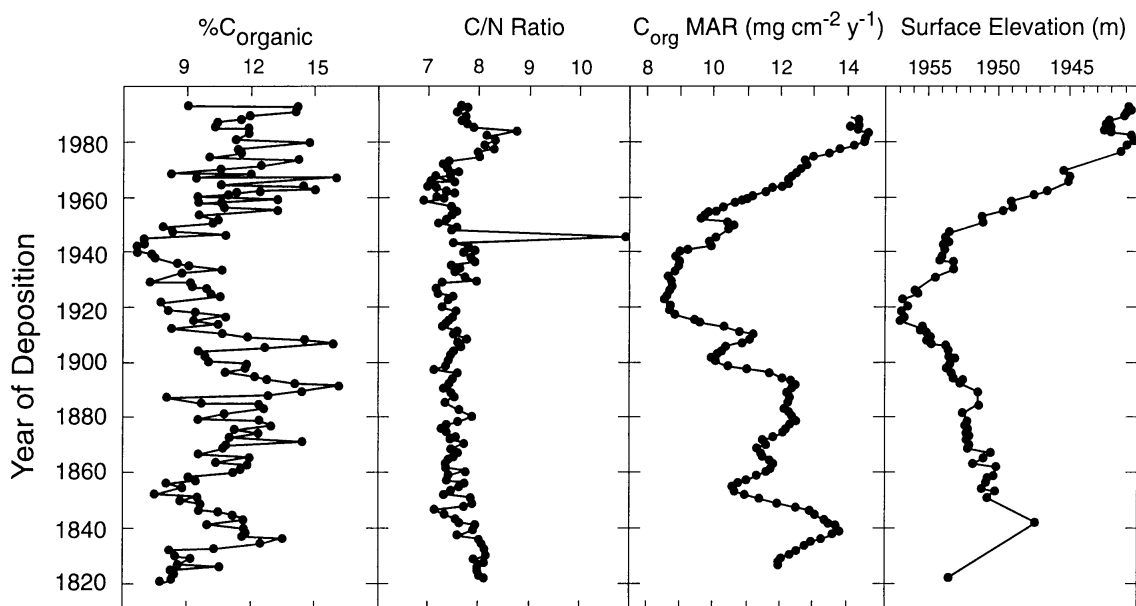 %Corganic
C/N Ratio
Corg MAR (mg cm-2 y-1)
Surface Elevation (m)
9 12 15
7 8 9 10
8 10 12 14
1955 1950 1945
Year of Deposition
1980
1960
1940
1920
1900
1880
1860
1840
1820